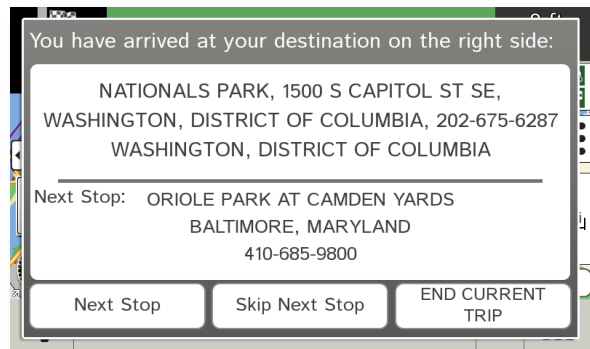 You have arrived at your destination on the right side:
NATIONALS PARK, 1500 S CAPITOL ST SE,
WASHINGTON, DISTRICT OF COLUMBIA, 202-675-6287
WASHINGTON, DISTRICT OF COLUMBIA
Next Stop: ORIOLE PARK AT CAMDEN YARDS
BALTIMORE, MARYLAND
410-685-9800
Next Stop
Skip Next Stop
END CURRENT
TRIP